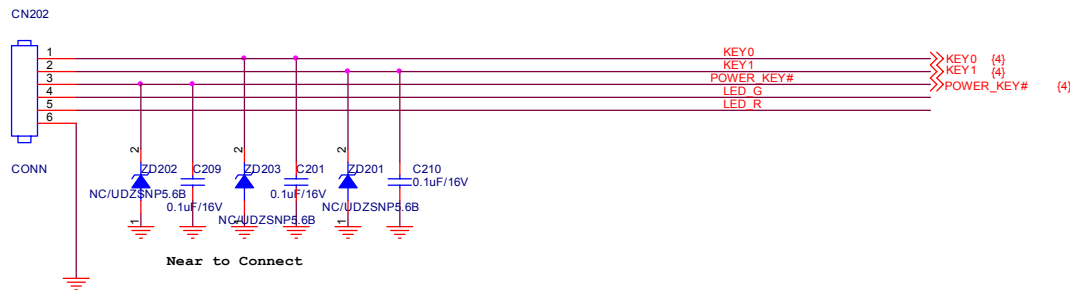 CN202
1
KEY0
KEY0 {4}
2
KEY1
KEY1 {4}
3
POWER_KEY#
POWER_KEY# {4}
4
LED_G
5
LED_R
6
CONN
2
ZD202
C209
2
ZD203
C201
2
ZD201
C210
0.1uF/16V
NC/UDZSNP5.6B
0.1uF/16V
NC/UDZSNP5.6B
0.1uF/16V
NC/UDZSNP5.6B
1
1
1
Near to Connect